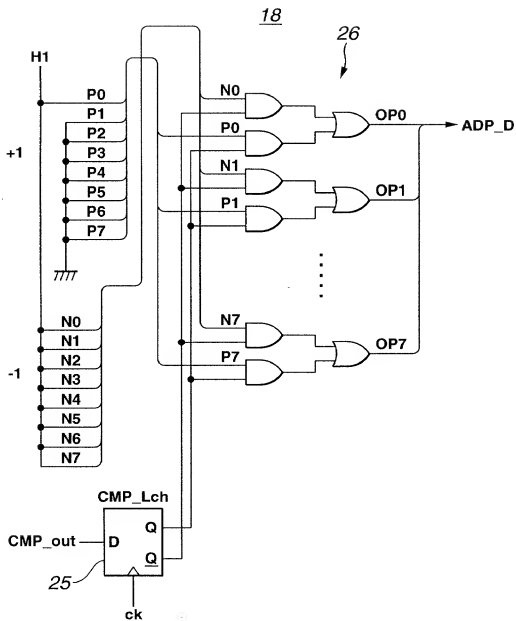 18
26
H1
P0
P1
P2
P3
P4
P5
P6
P7
+1
N0
N1
N2
N3
N4
N5
N6
N7
-1
N0
P0
N1
P1
N7
P7
OP0
OP1
OP7
ADP_D
CMP_Lch
CMP_out
D
Q
Q
25
ck